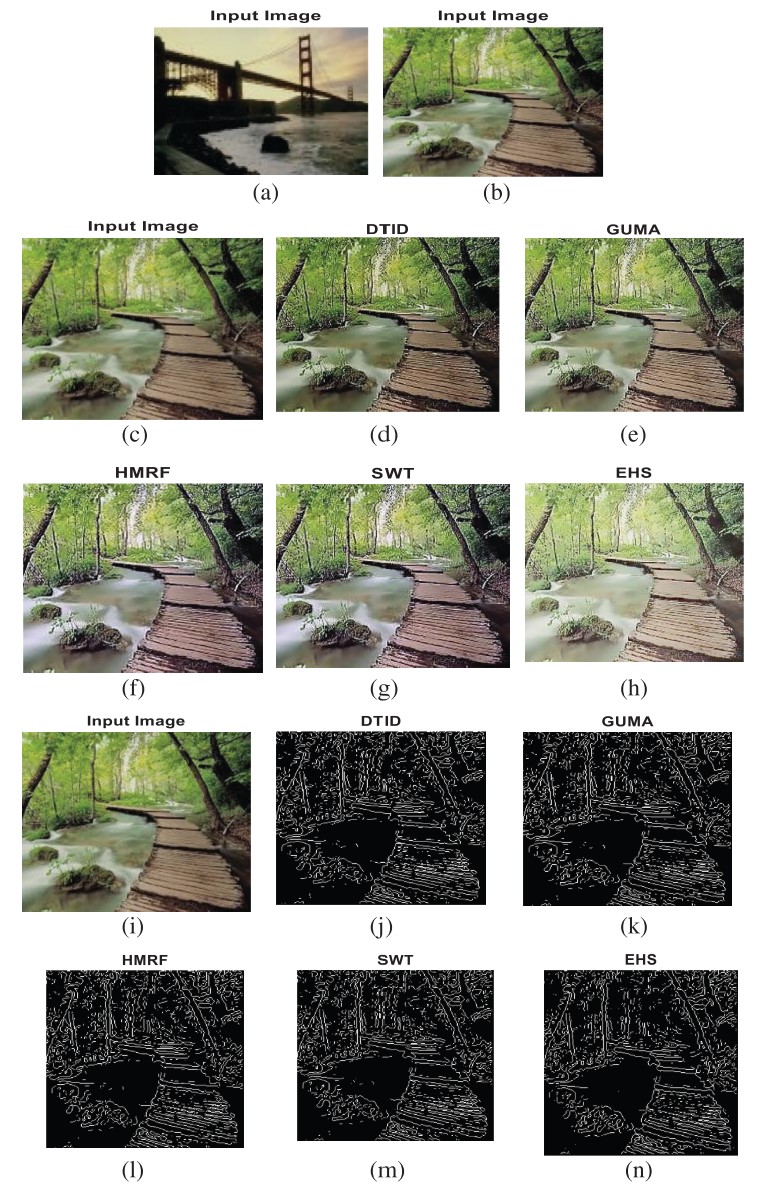 Input Image Input Image
(a) (b)
Input Image DTID GUMA
(c) (d) (e)
HMRF SWT EHS
(f) (g) (h)
Input Image DTID GUMA
(i) (j) (k)
HMRF SWT EHS
(l) (m) (n)